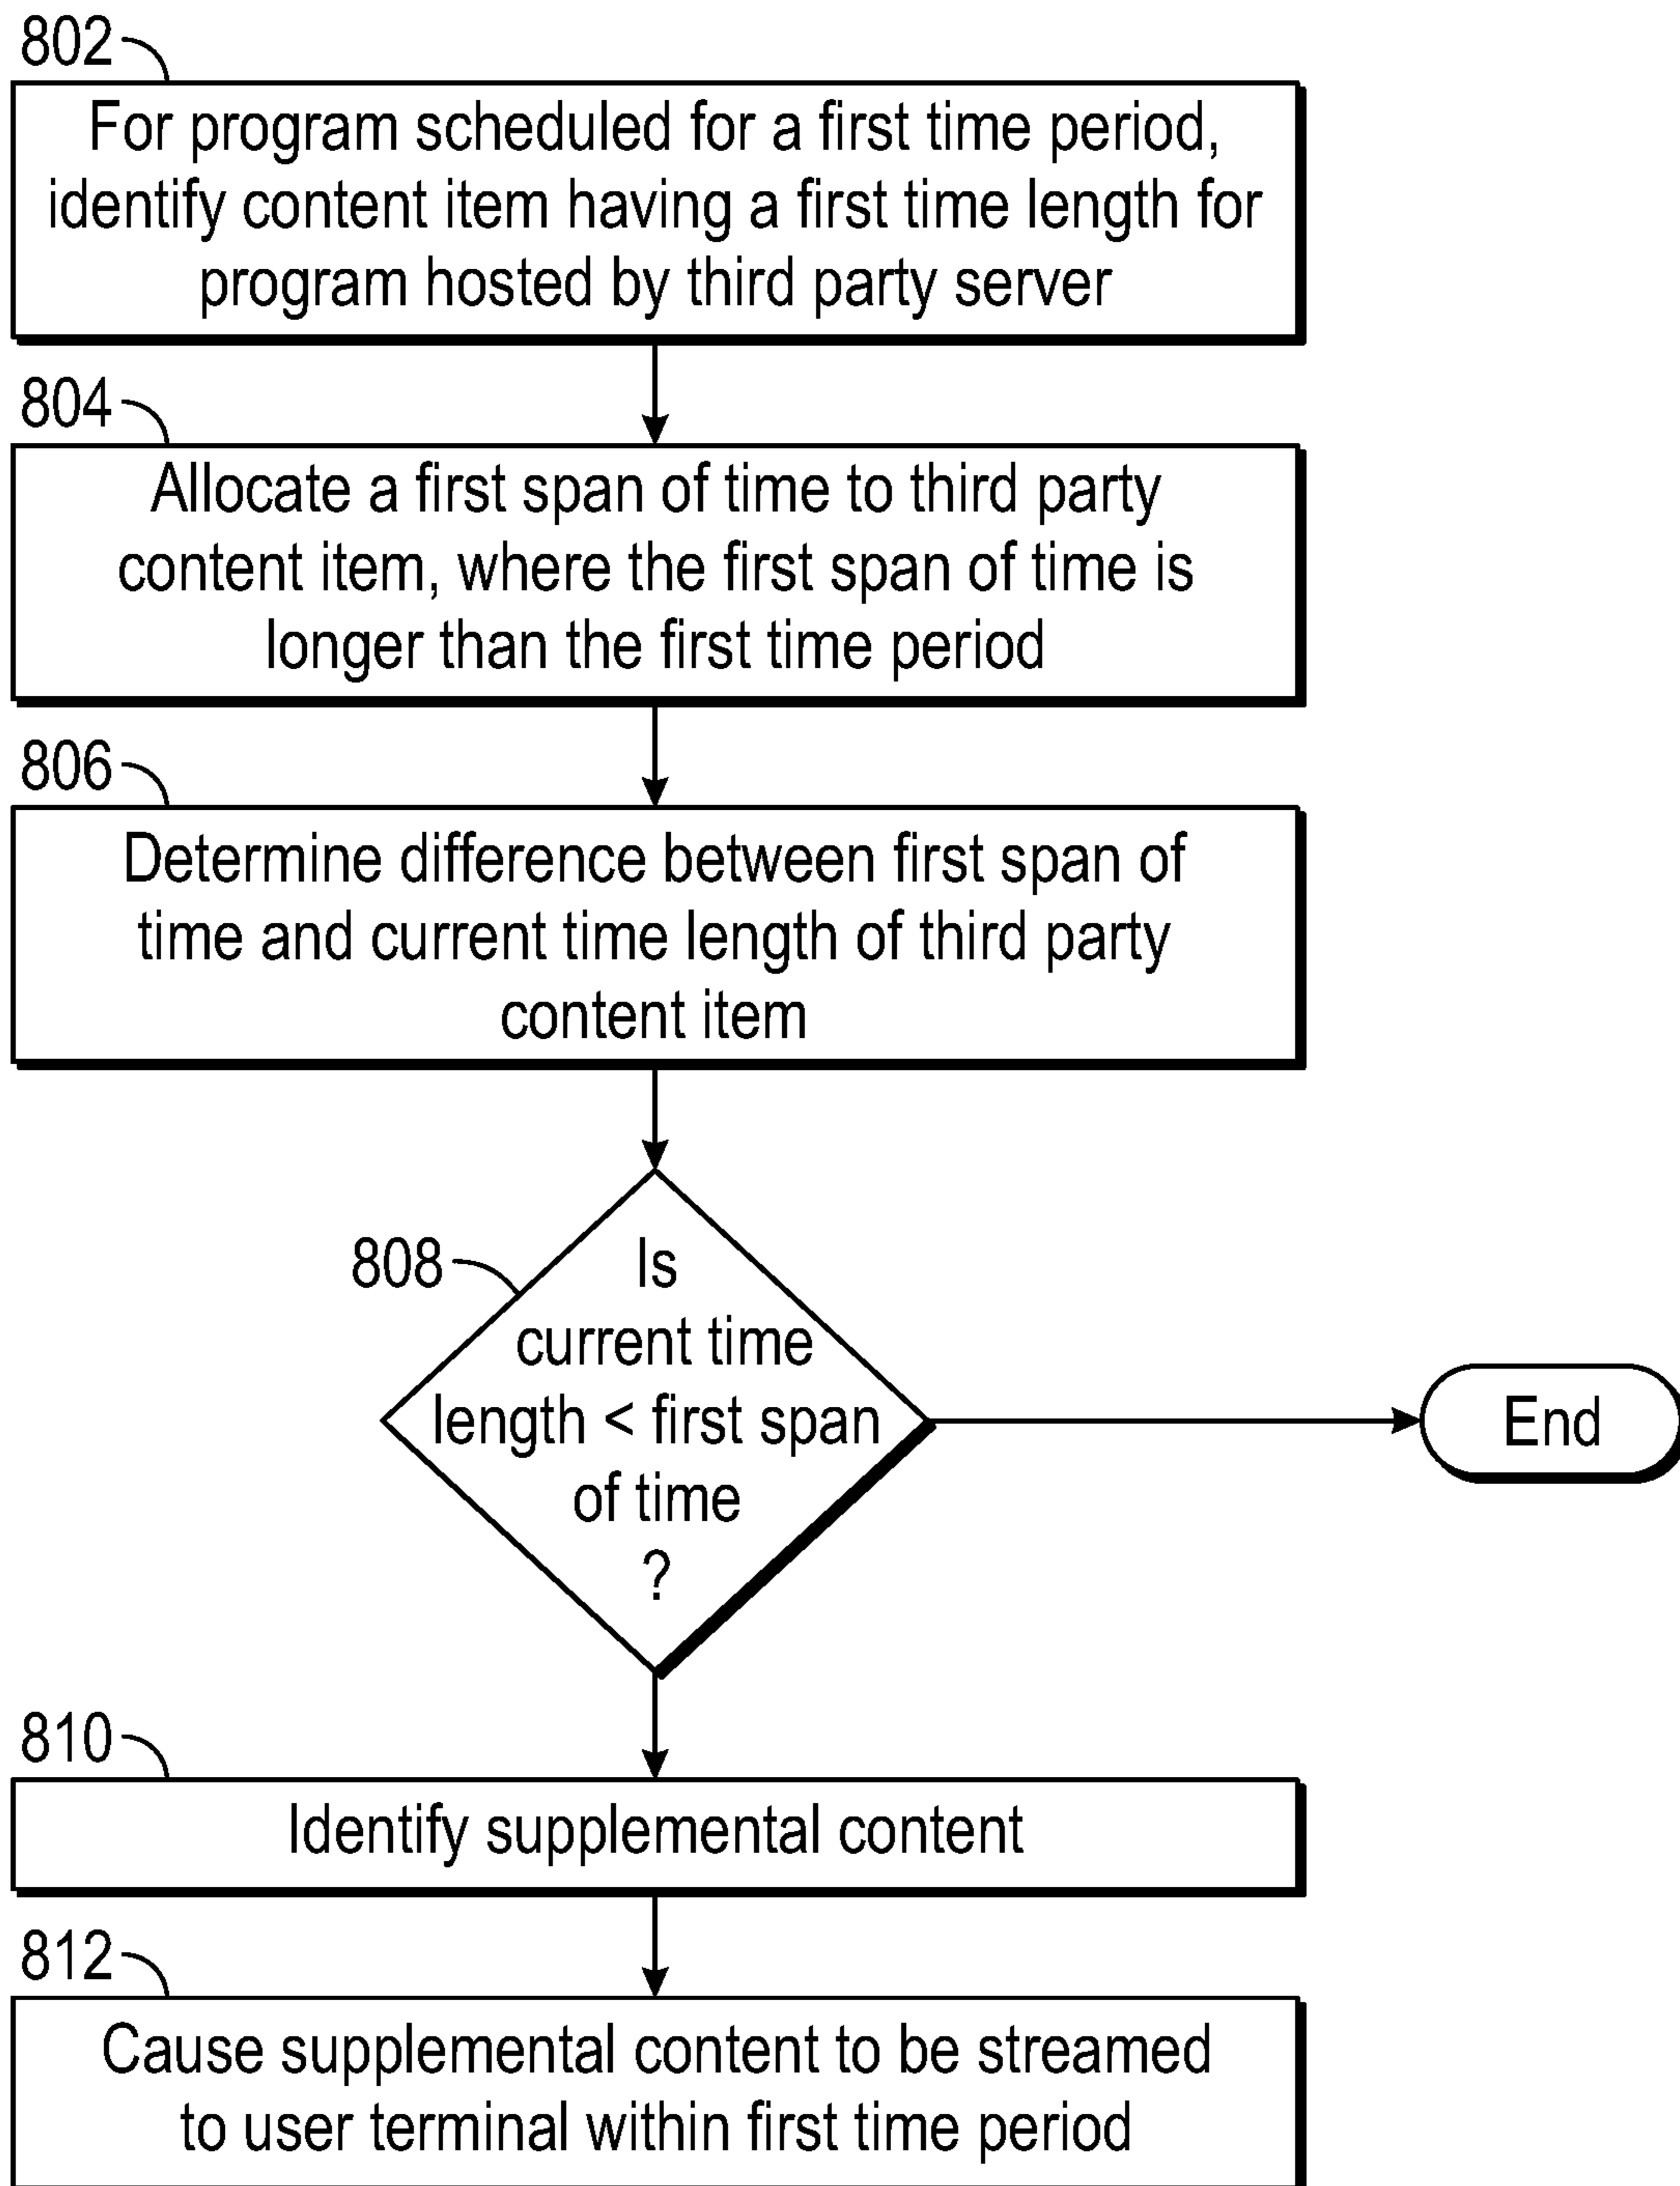 802
For program scheduled for a first time period,
identify content item having a first time length for
program hosted by third party server
804
Allocate a first span of time to third party
content item, where the first span of time is
longer than the first time period
806
Determine difference between first span of
time and current time length of third party
content item
808
Is
current time
length < first span
of time
?
End
810
Identify supplemental content
812
Cause supplemental content to be streamed
to user terminal within first time period